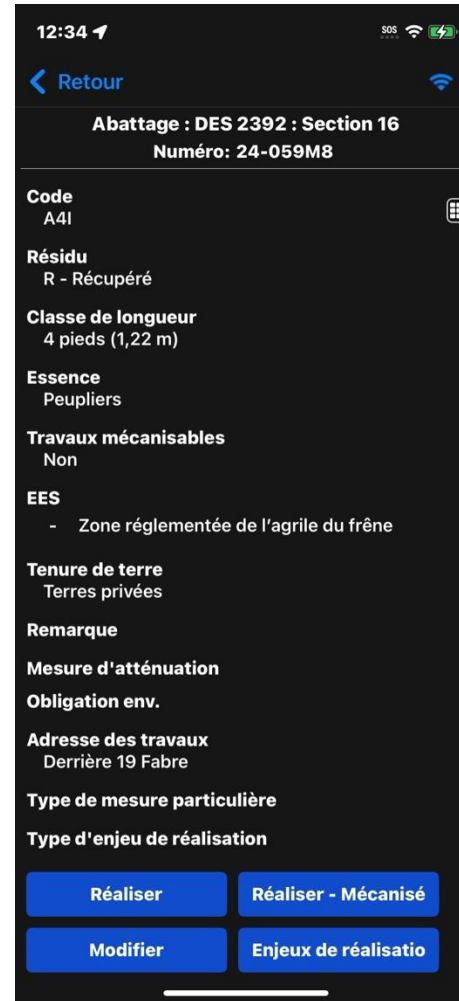 12:34
SOS
Retour
Abattage : DES 2392 : Section 16
Numéro: 24-059M8
Code
A4I
Résidu
R - Récupéré
Classe de longueur
4 pieds (1,22 m)
Essence
Peupliers
Travaux mécanisables
Non
EES
- Zone réglementée de l'agrile du frêne
Tenure de terre
Terres privées
Remarque
Mesure d'atténuation
Obligation env.
Adresse des travaux
Derrière 19 Fabre
Type de mesure particulière
Type d'enjeu de réalisation
Réaliser
Réaliser - Mécanisé
Modifier
Enjeux de réalisatio